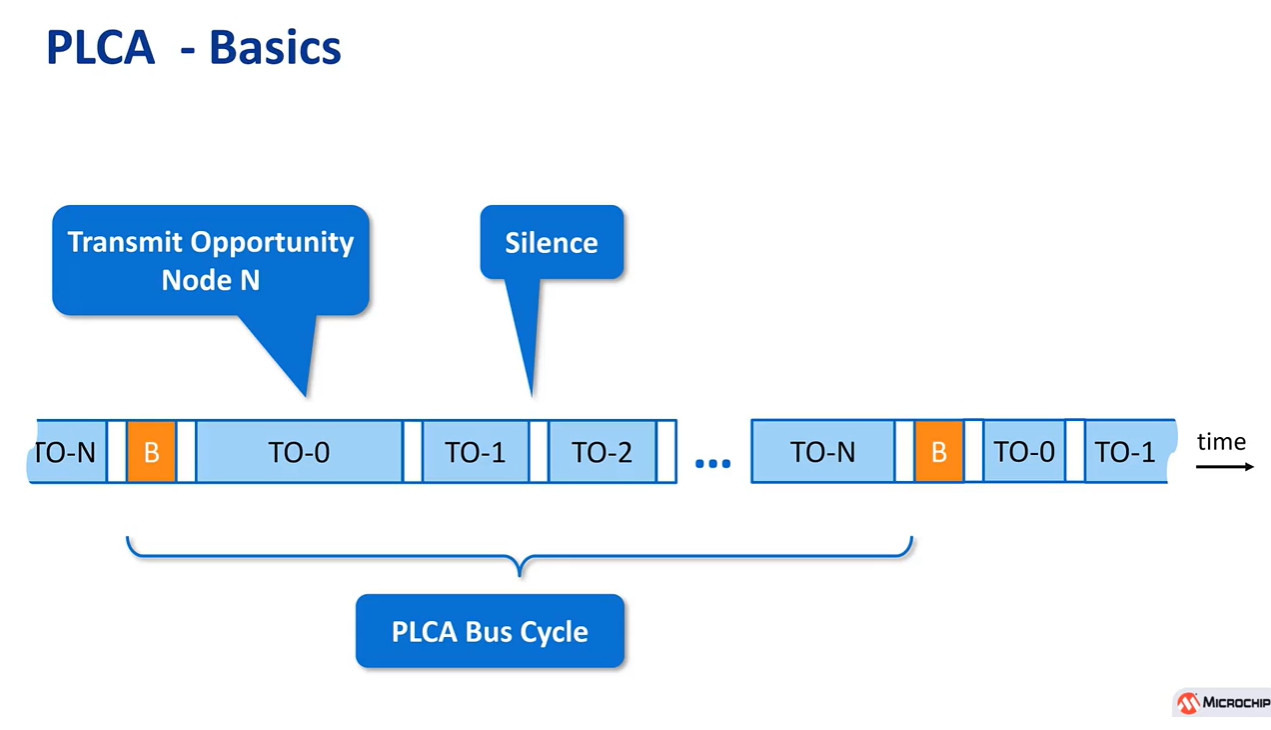 PLCA - Basics
Transmit Opportunity
Node N
Silence
TO-N B TO-0 TO-1 TO-2 ... TO-N B TO-0 TO-1 time
PLCA Bus Cycle
MICROCHIP